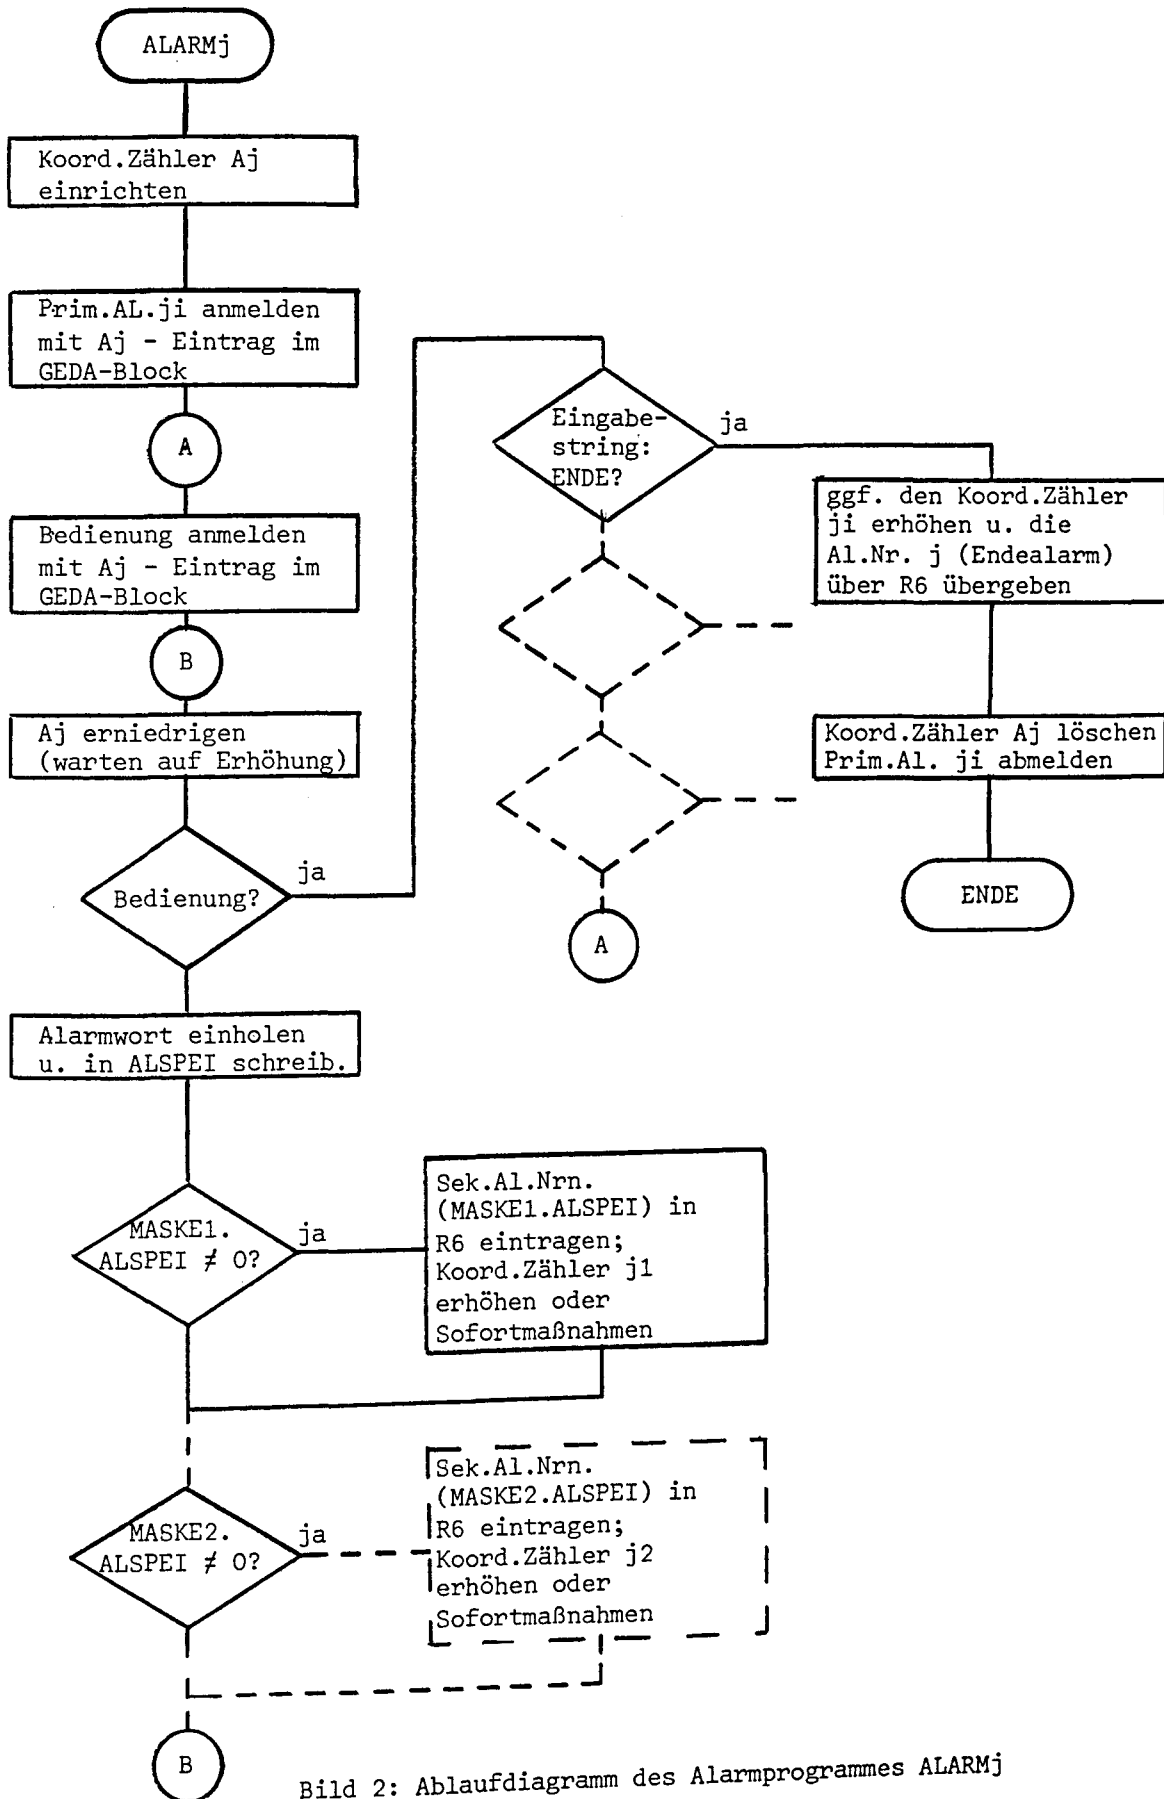 ALARMj
Koord.Zähler Aj
einrichten
Prim.AL.ji anmelden
mit Aj - Eintrag im
GEDA-Block
A
Bedienung anmelden
mit Aj - Eintrag im
GEDA-Block
B
Aj erniedrigen
(warten auf Erhöhung)
Bedienung?
ja
Eingabe-
string:
ENDE?
ja
ggf. den Koord.Zähler
ji erhöhen u. die
Al.Nr. j (Endealarm)
über R6 übergeben
Koord.Zähler Aj löschen
Prim.Al. ji abmelden
ENDE
A
Alarmwort einholen
u. in ALSPEI schreib.
MASKE1.
ALSPEI ≠ 0?
ja
Sek.Al.Nrn.
(MASKE1.ALSPEI) in
R6 eintragen;
Koord.Zähler j1
erhöhen oder
Sofortmaßnahmen
MASKE2.
ALSPEI ≠ 0?
ja
Sek.Al.Nrn.
(MASKE2.ALSPEI) in
R6 eintragen;
Koord.Zähler j2
erhöhen oder
Sofortmaßnahmen
B
Bild 2: Ablaufdiagramm des Alarmprogrammes ALARMj